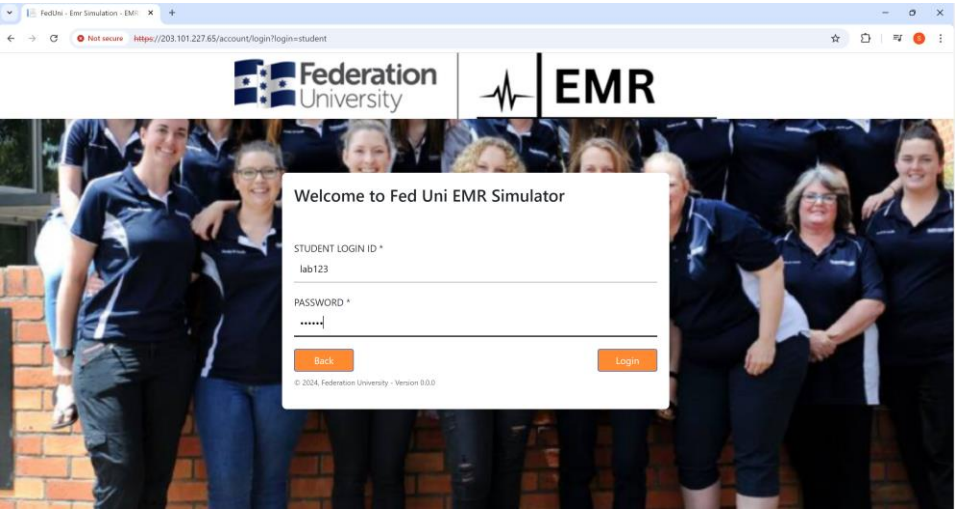 FedUni - Emr Simulation - EMR
Not secure https://203.101.227.65/account/login?login=student
S
Federation
University
EMR
Welcome to Fed Uni EMR Simulator
STUDENT LOGIN ID *
lab123
PASSWORD *
••••••
Back
Login
© 2024, Federation University - Version 0.0.0